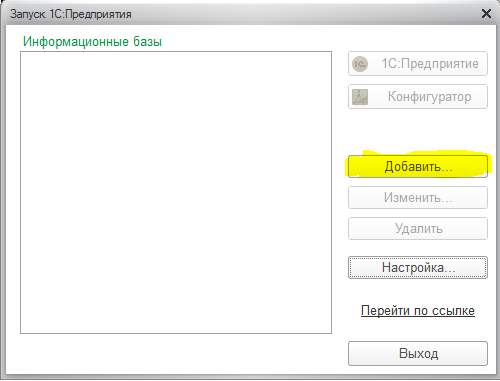 Запуск 1С:Предприятия
Информационные базы
1С:Предприятие
Конфигуратор
Добавить...
Изменить...
Удалить
Настройка...
Перейти по ссылке
Выход